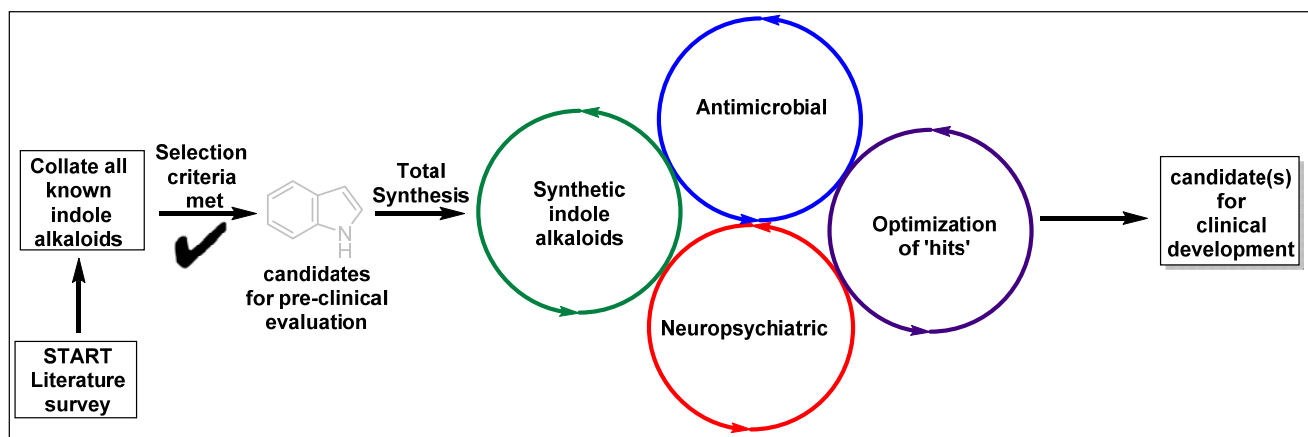 START
Literature
survey
Collate all
known
indole
alkaloids
Selection
criteria
met
N
H
candidates
for pre-clinical
evaluation
Total
Synthesis
Synthetic
indole
alkaloids
Antimicrobial
Neuropsychiatric
Optimization
of 'hits'
candidate(s)
for
clinical
development